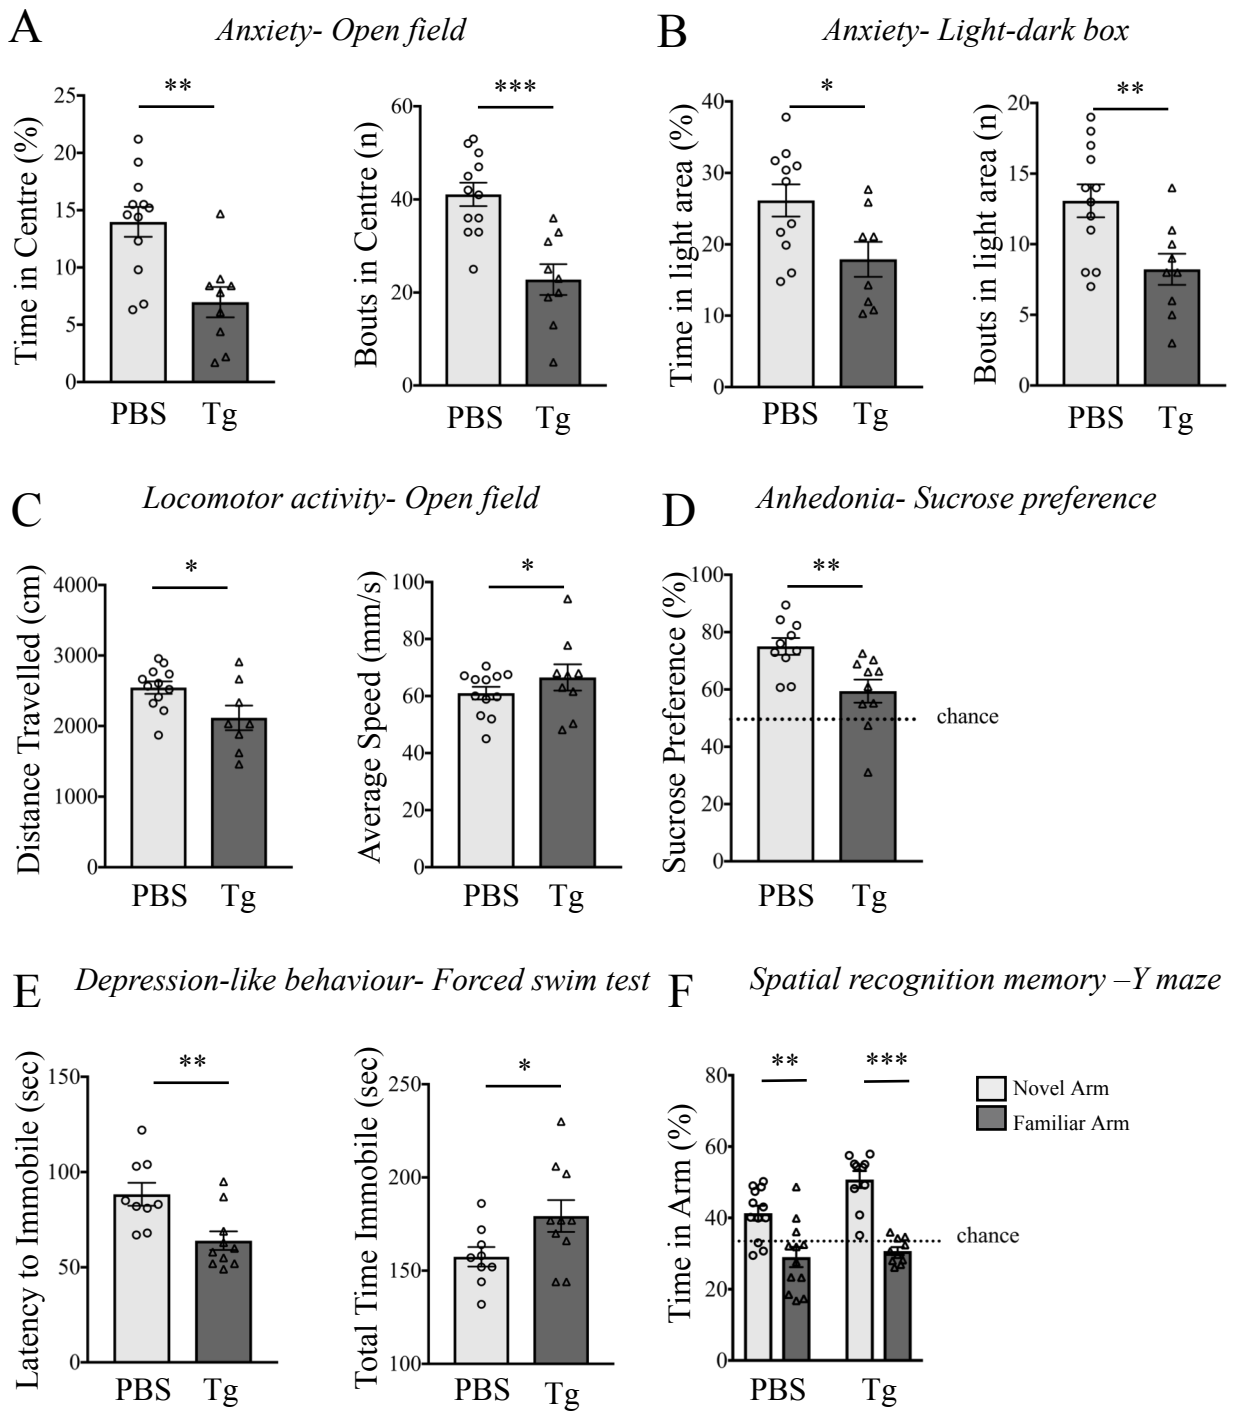 A
Anxiety- Open field
**
Time in Centre (%)
25
20
15
10
5
0
PBS Tg
***
Bouts in Centre (n)
60
40
20
0
PBS Tg
B
Anxiety- Light-dark box
*
Time in light area (%)
40
30
20
10
0
PBS Tg
**
Bouts in light area (n)
20
15
10
5
0
PBS Tg
C
Locomotor activity- Open field
*
Distance Travelled (cm)
4000
3000
2000
1000
0
PBS Tg
*
Average Speed (mm/s)
100
80
60
40
20
0
PBS Tg
D
Anhedonia- Sucrose preference
**
Sucrose Preference (%)
100
80
60
40
20
0
chance
PBS Tg
E
Depression-like behaviour- Forced swim test
**
Latency to Immobile (sec)
150
100
50
0
PBS Tg
*
Total Time Immobile (sec)
250
200
150
100
PBS Tg
F
Spatial recognition memory –Y maze
** ***
Time in Arm (%)
80
60
40
20
0
Novel Arm
Familiar Arm
chance
PBS Tg